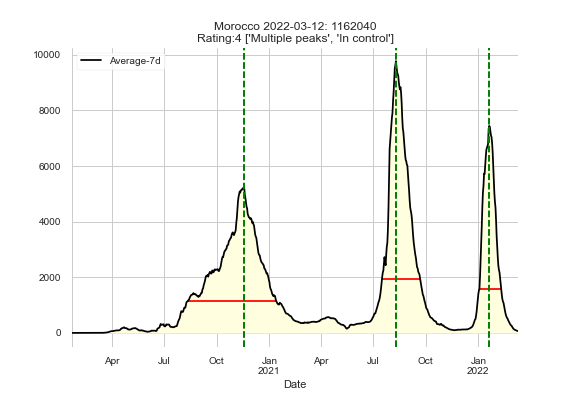 Morocco 2022-03-12: 1162040
Rating:4 ['Multiple peaks', 'In control']
Average-7d
10000
8000
6000
4000
2000
0
Apr
Jul
Oct
Jan
2021
Apr
Jul
Oct
Jan
2022
Date